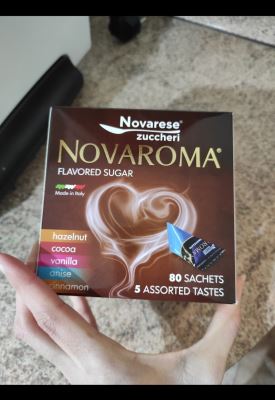 Novarese®
zuccheri
NOVAROMA®
FLAVORED SUGAR
Made in Italy
hazelnut
cocoa
vanilla
anise
cinnamon
80 SACHETS
5 ASSORTED TASTES